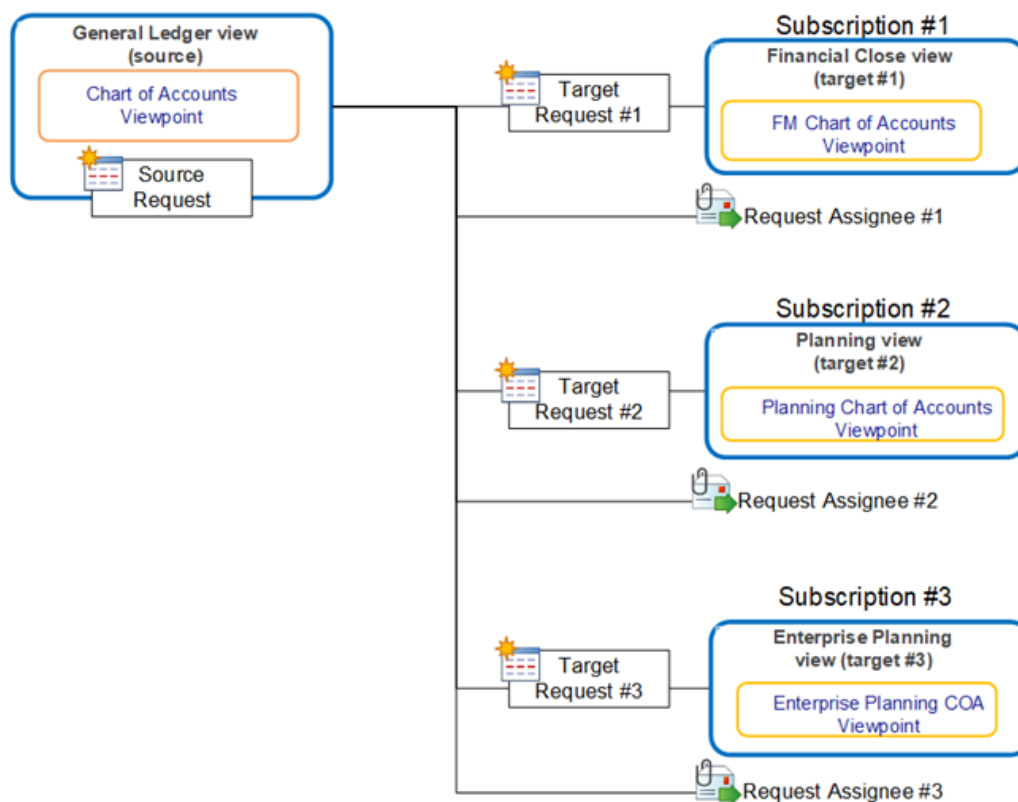 General Ledger view
(source)
Chart of Accounts
Viewpoint
Source
Request
Subscription #1
Financial Close view
(target #1)
FM Chart of Accounts
Viewpoint
Target
Request #1
Request Assignee #1
Subscription #2
Planning view
(target #2)
Planning Chart of Accounts
Viewpoint
Target
Request #2
Request Assignee #2
Subscription #3
Enterprise Planning
view (target #3)
Enterprise Planning COA
Viewpoint
Target
Request #3
Request Assignee #3